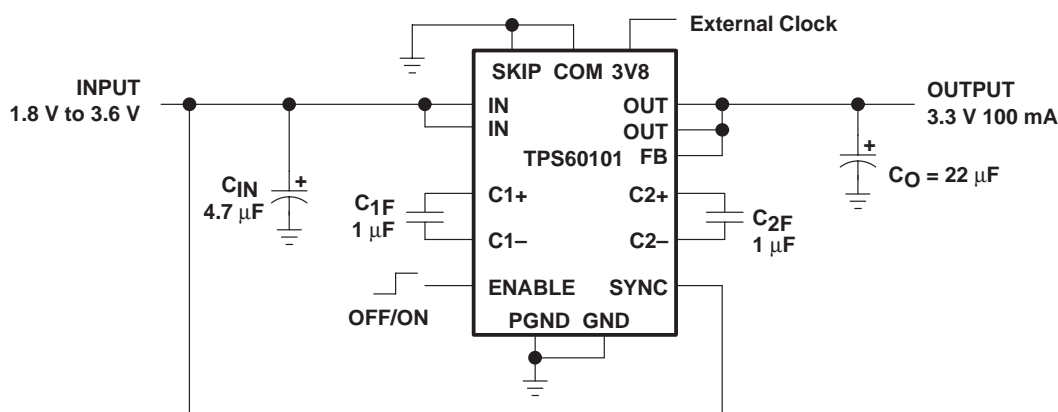 External Clock
SKIP COM 3V8
INPUT
1.8 V to 3.6 V
IN
IN
OUT
OUT
FB
TPS60101
OUTPUT
3.3 V 100 mA
CIN
4.7 μF
+
+
CO = 22 μF
C1F
1 μF
C1+
C1–
C2+
C2–
C2F
1 μF
ENABLE
SYNC
OFF/ON
PGND GND